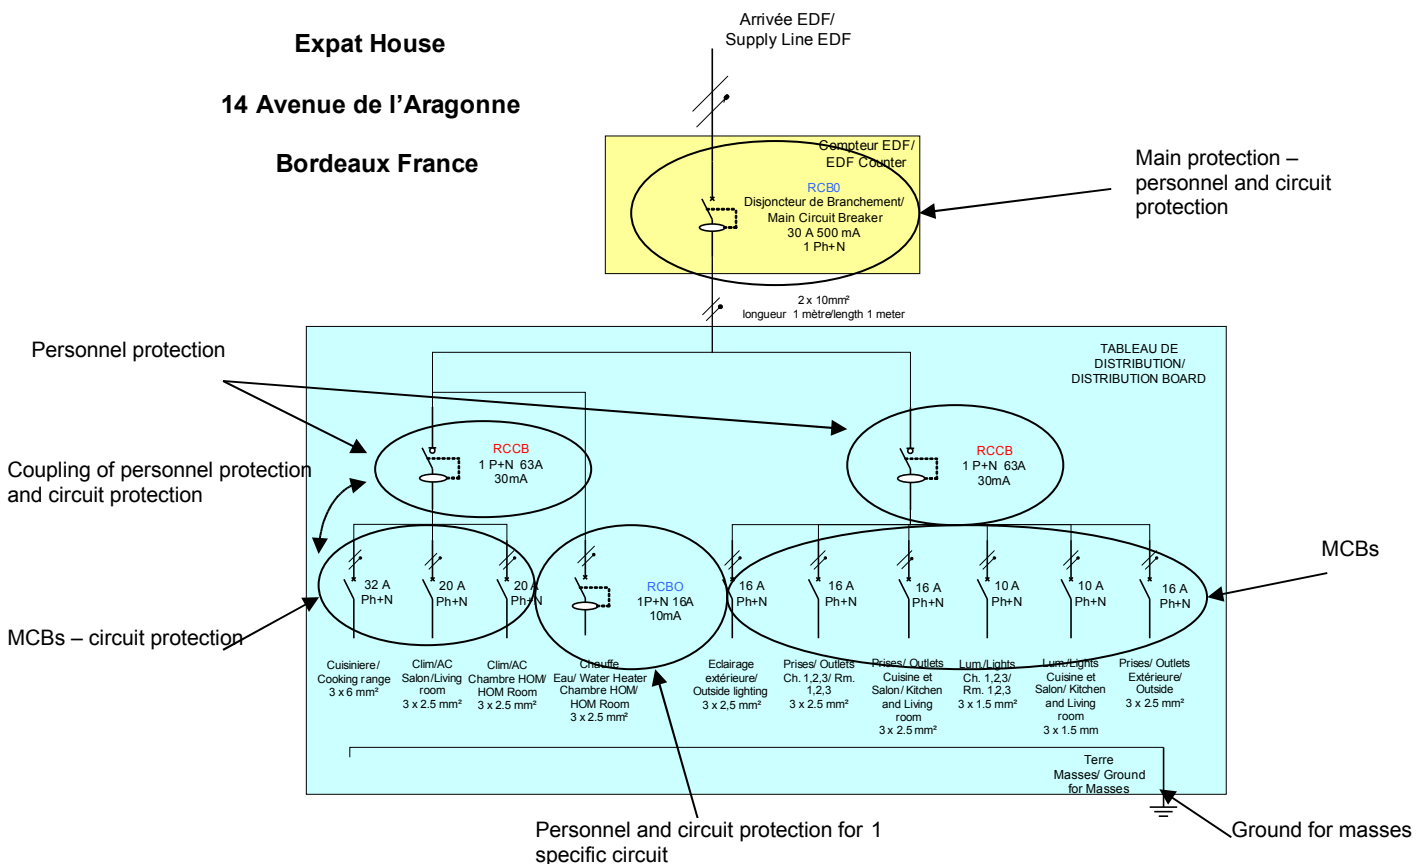 Expat House
14 Avenue de l'Aragonne
Bordeaux France
Arrivée EDF/
Supply Line EDF
Compteur EDF/
EDF Counter
RCB0
Disjoncteur de Branchement/
Main Circuit Breaker
30 A 500 mA
1 Ph+N
Main protection –
personnel and circuit
protection
2 x 10mm²
longueur 1 mètre/length 1 meter
TABLEAU DE
DISTRIBUTION/
DISTRIBUTION BOARD
Personnel protection
RCCB
1 P+N 63A
30mA
RCCB
1 P+N 63A
30mA
Coupling of personnel protection
and circuit protection
MCBs
32 A
Ph+N
20 A
Ph+N
20 A
Ph+N
RCBO
1P+N 16A
10mA
16 A
Ph+N
16 A
Ph+N
16 A
Ph+N
10 A
Ph+N
10 A
Ph+N
16 A
Ph+N
MCBs – circuit protection
Cuisiniere/
Cooking range
3 x 6 mm²
Clim/AC
Salon/Living
room
3 x 2.5 mm²
Clim/AC
Chambre HOM/
HOM Room
3 x 2.5 mm²
Chauffe
Eau/ Water Heater
Chambre HOM/
HOM Room
3 x 2.5 mm²
Eclairage
extérieure/
Outside lighting
3 x 2,5 mm²
Prises/ Outlets
Ch. 1,2,3/ Rm.
1,2,3
3 x 2.5 mm²
Prises/ Outlets
Cuisine et
Salon/ Kitchen
and Living
room
3 x 2.5 mm²
Lum./Lights
Ch. 1,2,3/
Rm. 1,2,3
3 x 1.5 mm²
Lum./Lights
Cuisine et
Salon/ Kitchen
and Living
room
3 x 1.5 mm
Prises/ Outlets
Extérieure/
Outside
3 x 2.5 mm²
Terre
Masses/ Ground
for Masses
Personnel and circuit protection for 1
specific circuit
Ground for masses